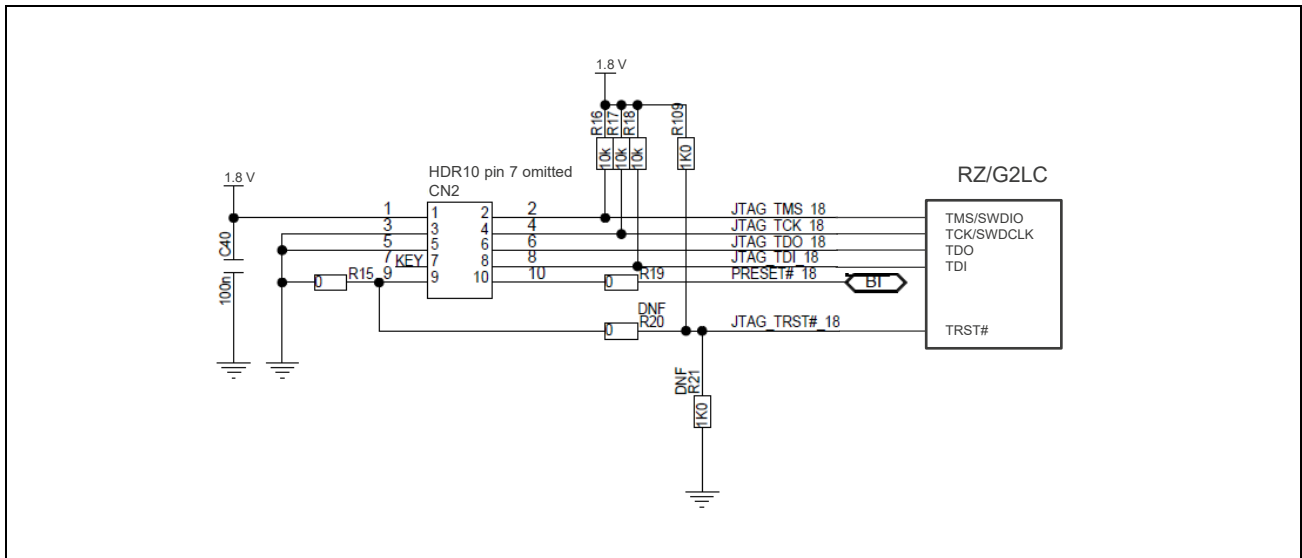 1.8 V
R16
R17
R18
R109
10k
10k
10k
1K0
RZ/G2LC
HDR10 pin 7 omitted
CN2
1.8 V
C40
100n
1 1 2 2 JTAG_TMS_18 TMS/SWDIO
3 3 4 4 JTAG_TCK_18 TCK/SWDCLK
5 5 6 6 JTAG_TDO_18 TDO
7 KEY 7 8 8 JTAG_TDI_18 TDI
0 R15 9 9 10 10 0 R19 PRESET#_18 BI
DNF
0 R20 JTAG_TRST#_18 TRST#
DNF
R21
1K0